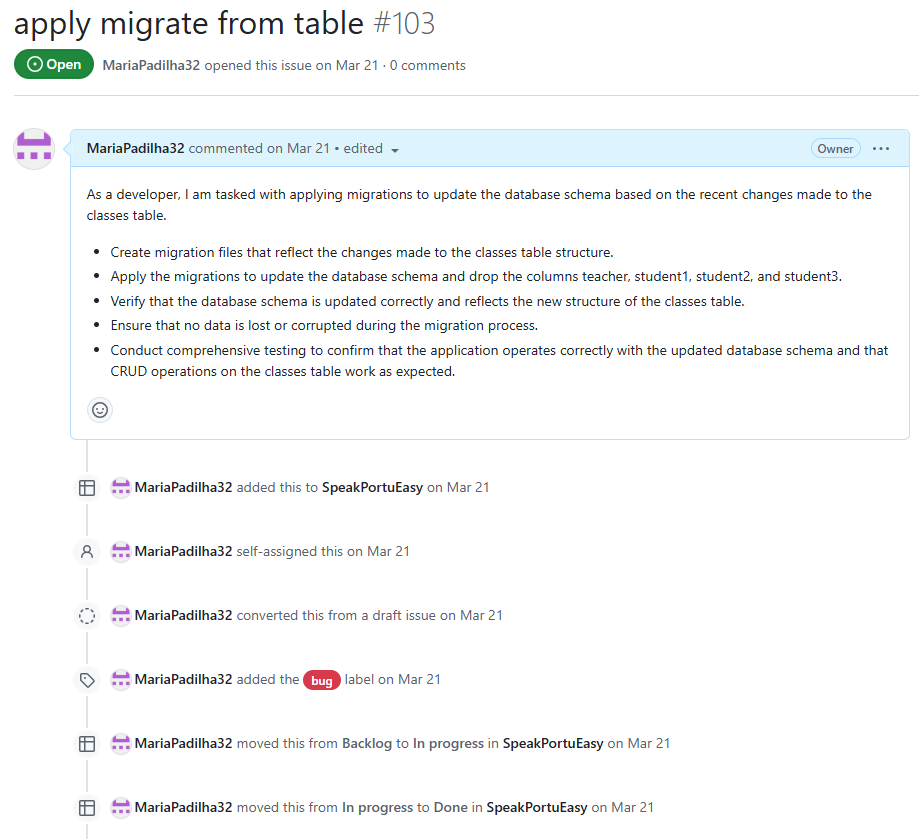 apply migrate from table #103
Open MariaPadilha32 opened this issue on Mar 21 · 0 comments
MariaPadilha32 commented on Mar 21 • edited Owner ...
As a developer, I am tasked with applying migrations to update the database schema based on the recent changes made to the
classes table.
• Create migration files that reflect the changes made to the classes table structure.
• Apply the migrations to update the database schema and drop the columns teacher, student1, student2, and student3.
• Verify that the database schema is updated correctly and reflects the new structure of the classes table.
• Ensure that no data is lost or corrupted during the migration process.
• Conduct comprehensive testing to confirm that the application operates correctly with the updated database schema and that
CRUD operations on the classes table work as expected.
MariaPadilha32 added this to SpeakPortuEasy on Mar 21
MariaPadilha32 self-assigned this on Mar 21
MariaPadilha32 converted this from a draft issue on Mar 21
MariaPadilha32 added the bug label on Mar 21
MariaPadilha32 moved this from Backlog to In progress in SpeakPortuEasy on Mar 21
MariaPadilha32 moved this from In progress to Done in SpeakPortuEasy on Mar 21